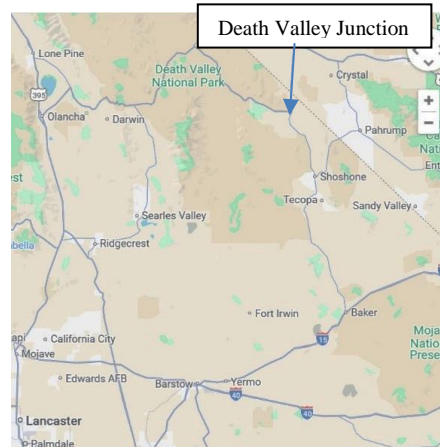 Death Valley Junction
Lone Pine
Death Valley
National Park
Crystal
395
Olancha
Darwin
Pahrump
+
−
Shoshone
Tecopa
Sandy Valley
Searles Valley
Ridgecrest
Fort Irwin
Baker
15
California City
Mojave
Edwards AFB
Barstow
Yermo
40
40
Lancaster
Palmdale